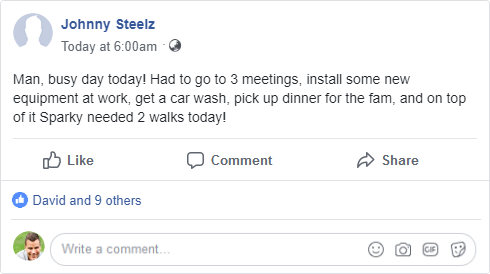 Johnny Steelz
Today at 6:00am ·
Man, busy day today! Had to go to 3 meetings, install some new
equipment at work, get a car wash, pick up dinner for the fam, and on top
of it Sparky needed 2 walks today!
Like Comment Share
David and 9 others
Write a comment... GIF